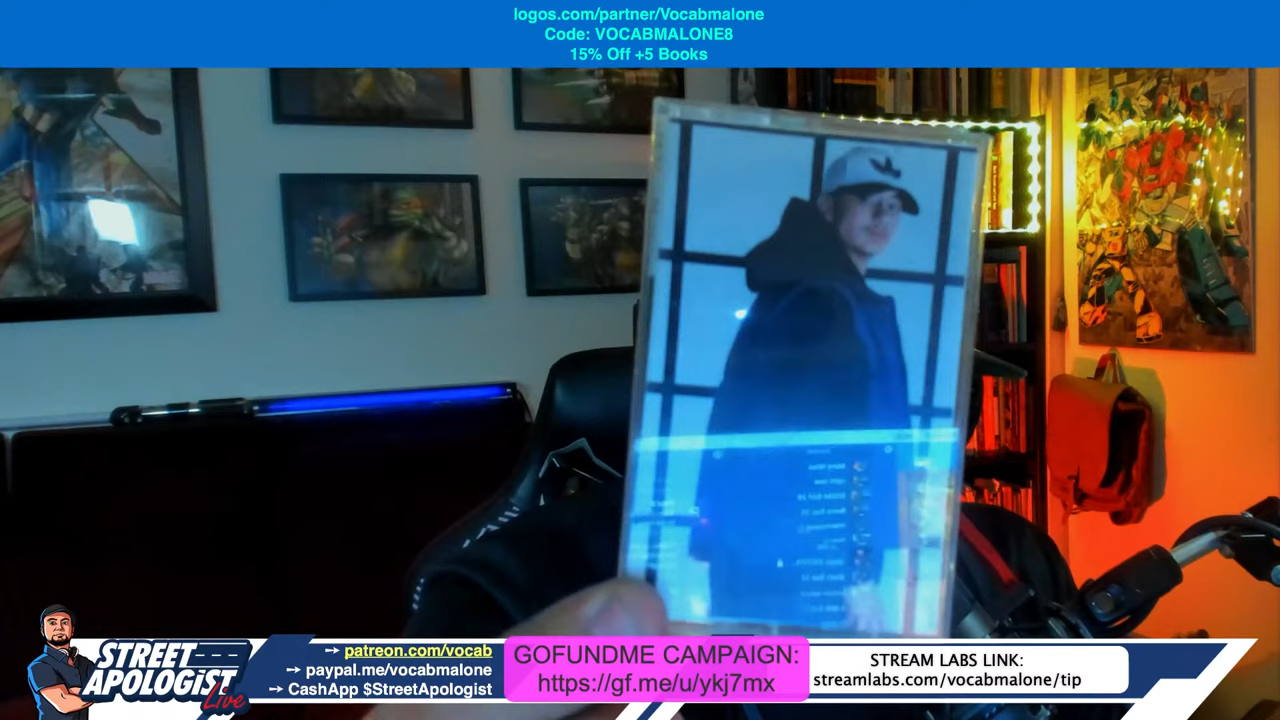 logos.com/partner/Vocabmalone
Code: VOCABMALONE8
15% Off +5 Books
STREET
APOLOGIST
Live
→ patreon.com/vocab
→ paypal.me/vocabmalone
→ CashApp $StreetApologist
GOFUNDME CAMPAIGN:
https://gf.me/u/ykj7mx
STREAM LABS LINK:
streamlabs.com/vocabmalone/tip